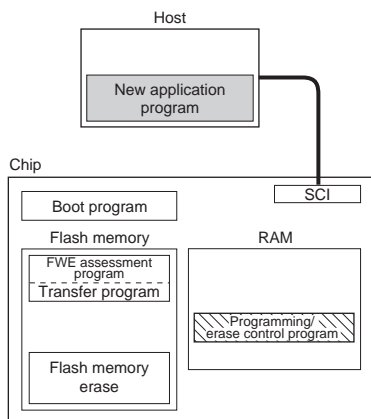 Host
New application
program
Chip
SCI
Boot program
Flash memory
FWE assessment
program
Transfer program
Flash memory
erase
RAM
Programming/
erase control program